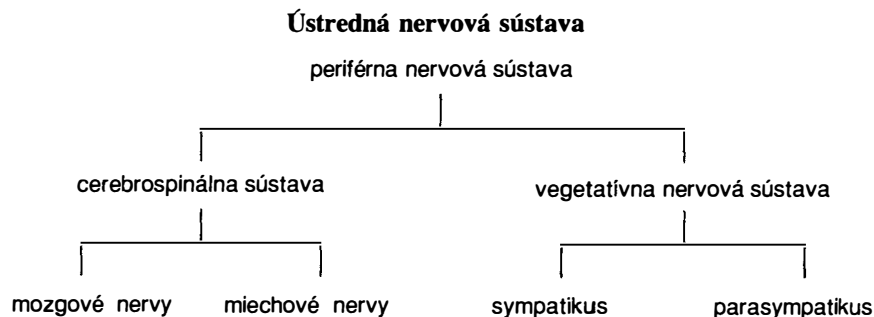 Ústredná nervová sústava
periférna nervová sústava
cerebrospinálna sústava
vegetatívna nervová sústava
mozgové nervy
miechové nervy
sympatikus
parasympatikus